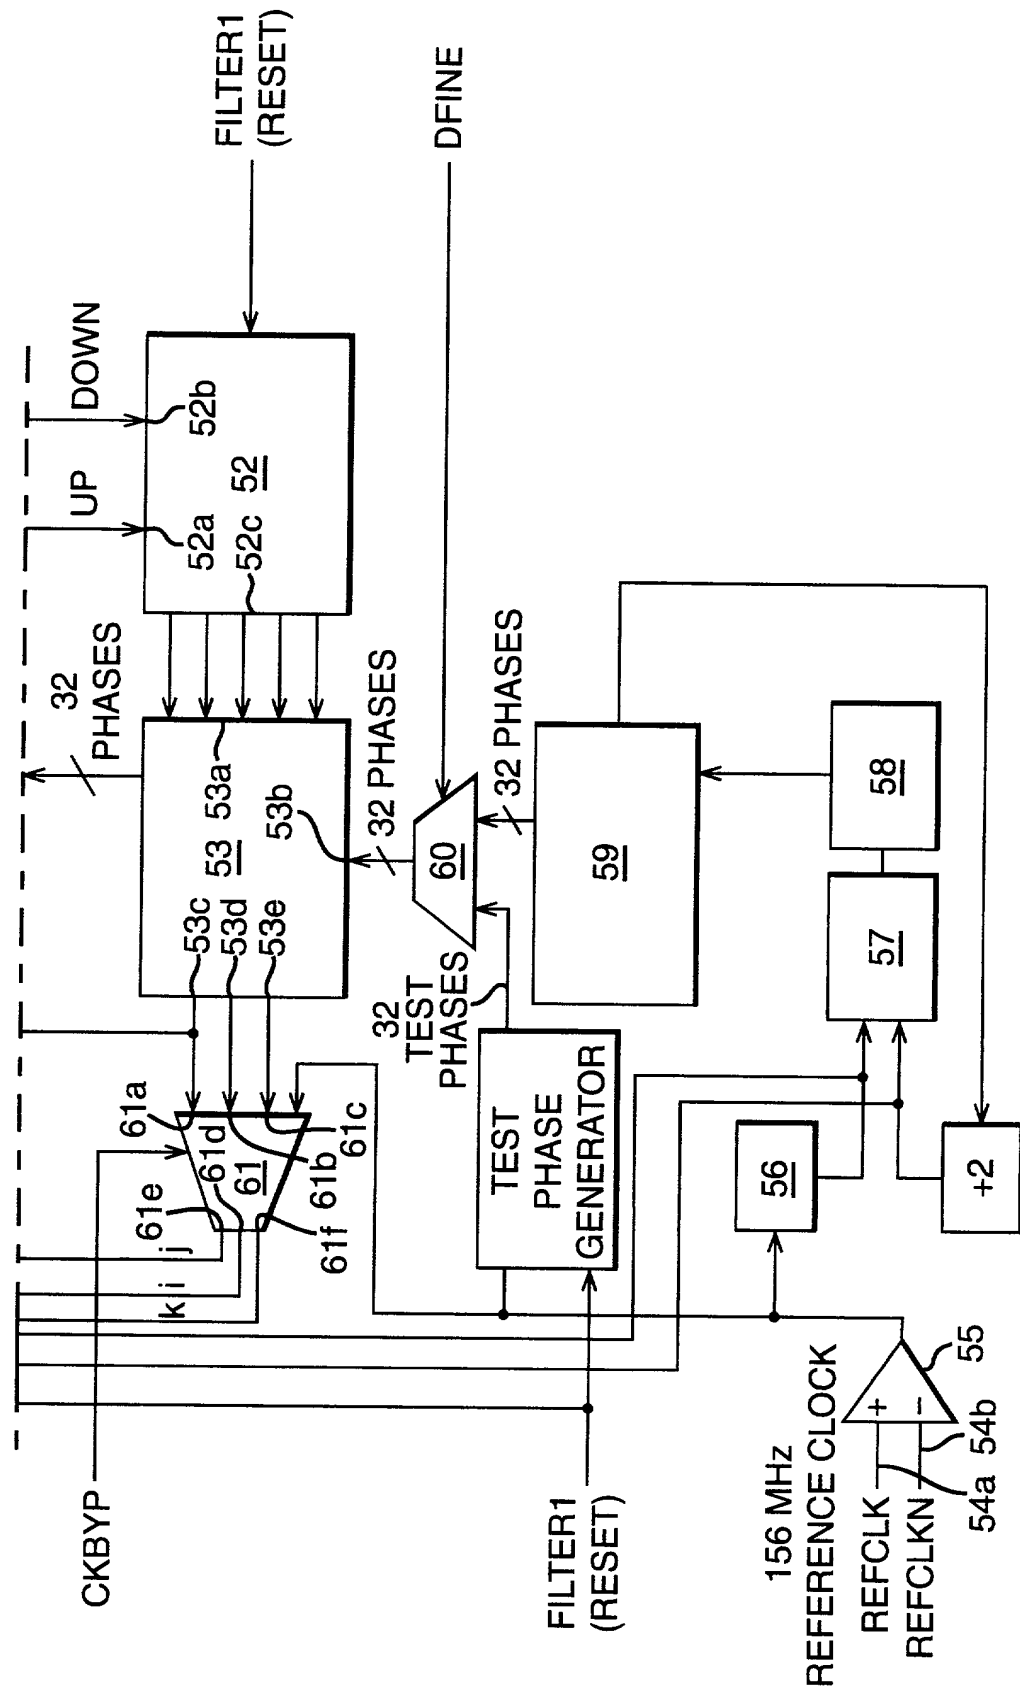 CKBYP
61e
61a
61d
61
61b
61c
61f
j
i
k
53c
53d
53e
53
53a
53b
32
PHASES
UP
DOWN
52a
52b
52
52c
FILTER1
(RESET)
32 PHASES
DFINE
60
32
TEST
PHASES
32 PHASES
59
TEST
PHASE
GENERATOR
FILTER1
(RESET)
56
57
58
+2
156 MHz
REFERENCE CLOCK
REFCLK
REFCLKN
+
−
54a
54b
55